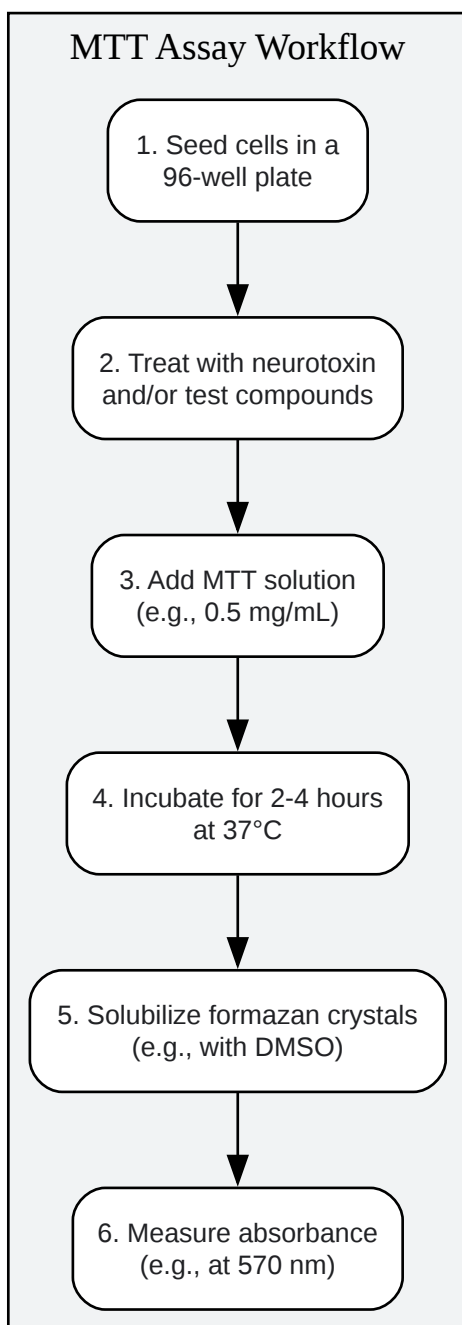 MTT Assay Workflow
1. Seed cells in a
96-well plate
2. Treat with neurotoxin
and/or test compounds
3. Add MTT solution
(e.g., 0.5 mg/mL)
4. Incubate for 2-4 hours
at 37°C
5. Solubilize formazan crystals
(e.g., with DMSO)
6. Measure absorbance
(e.g., at 570 nm)